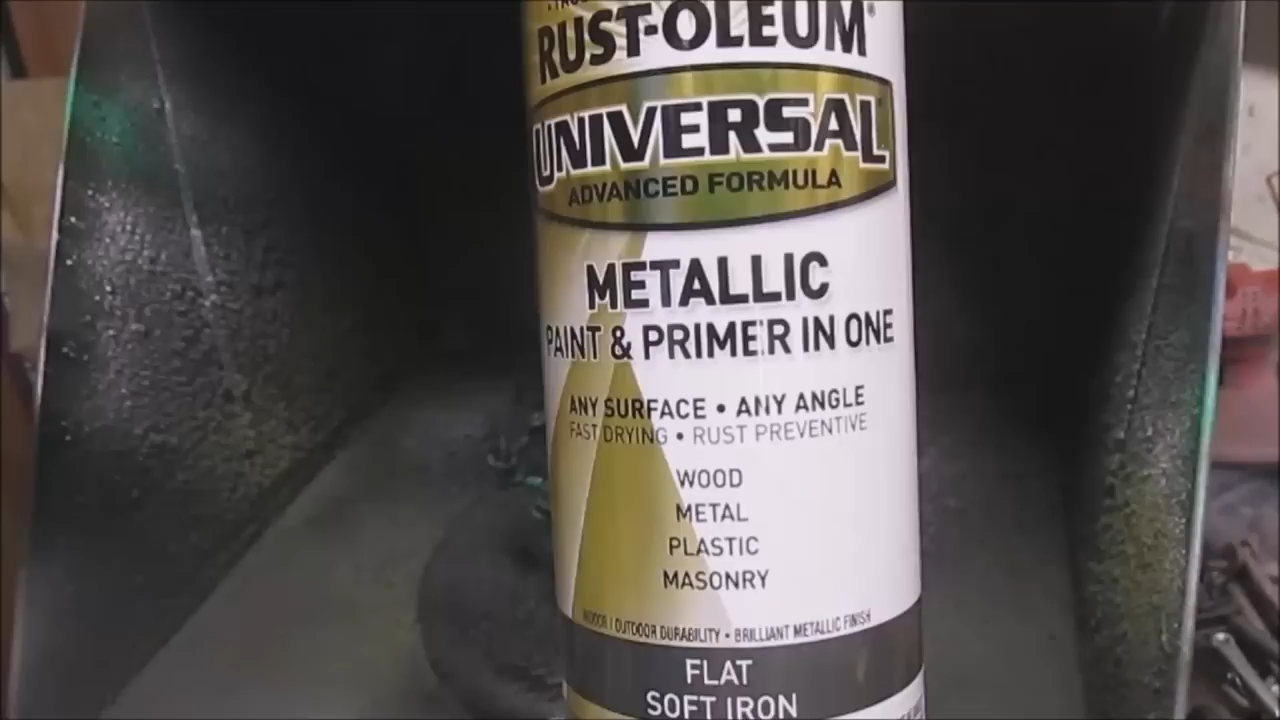 RUST-OLEUM®
UNIVERSAL
ADVANCED FORMULA
METALLIC
PAINT & PRIMER IN ONE
ANY SURFACE • ANY ANGLE
FAST DRYING • RUST PREVENTIVE
WOOD
METAL
PLASTIC
MASONRY
INDOOR / OUTDOOR DURABILITY • BRILLIANT METALLIC FINISH
FLAT
SOFT IRON